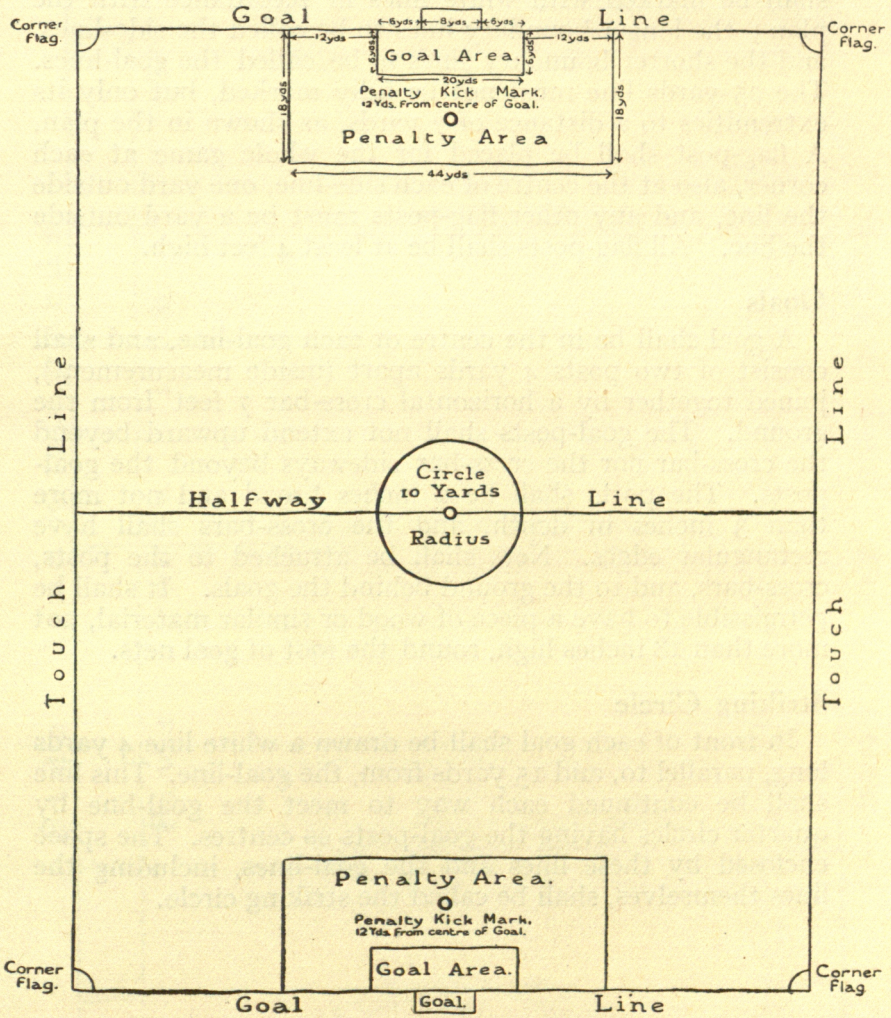 Goal Line
6yds 8yds 6yds
Corner Flag.
Corner Flag.
12yds 12yds
6yds 6yds
Goal Area.
20yds
18yds 18yds
Penalty Kick Mark.
12 Yds. From centre of Goal.
Penalty Area
44yds
Touch Line
Touch Line
Circle
10 Yards
Halfway Line
Radius
Penalty Area.
Penalty Kick Mark.
12 Yds. From centre of Goal.
Goal Area.
Corner Flag.
Corner Flag.
Goal Goal. Line